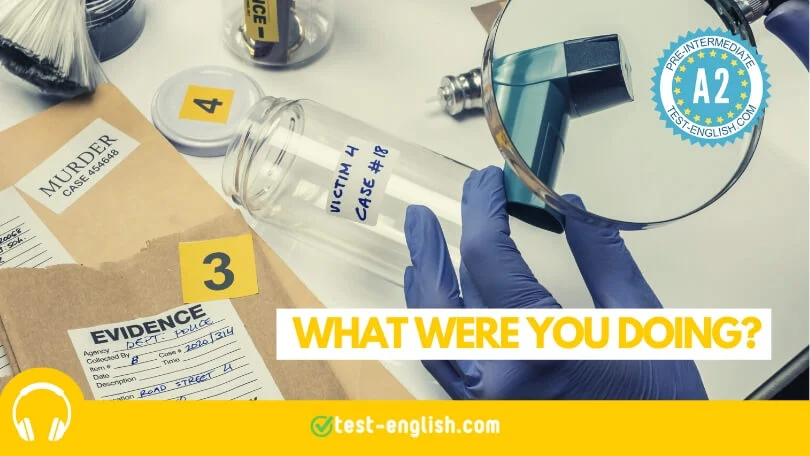 POLICE
PRE-INTERMEDIATE
A2
TEST-ENGLISH.COM
4
MURDER
CASE 454648
VICTIM 4
CASE #18
3
EVIDENCE
Agency DEPT. POLICE
Collected By
Item # 8 Case # 2020/314
Date Time
Description
ROAD STREET 4
WHAT WERE YOU DOING?
test-english.com